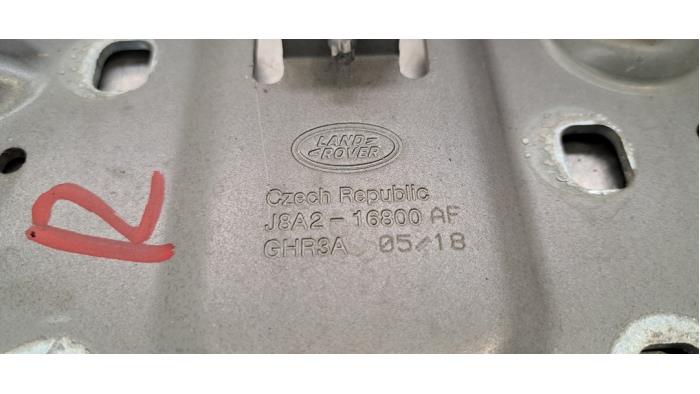 LAND
ROVER
Czech Republic
J8A2-16800 AF
GHR3A 05/18
R